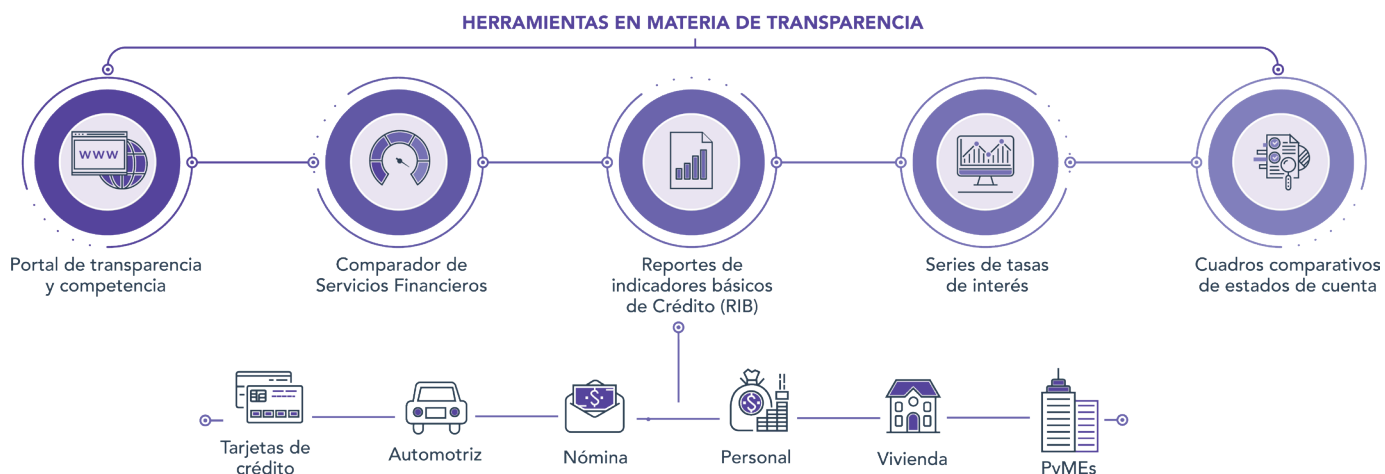 HERRAMIENTAS EN MATERIA DE TRANSPARENCIA
WWW
Portal de transparencia
y competencia
Comparador de
Servicios Financieros
Reportes de
indicadores básicos
de Crédito (RIB)
Series de tasas
de interés
Cuadros comparativos
de estados de cuenta
$
$
Tarjetas de
crédito
Automotriz
Nómina
Personal
Vivienda
PyMEs